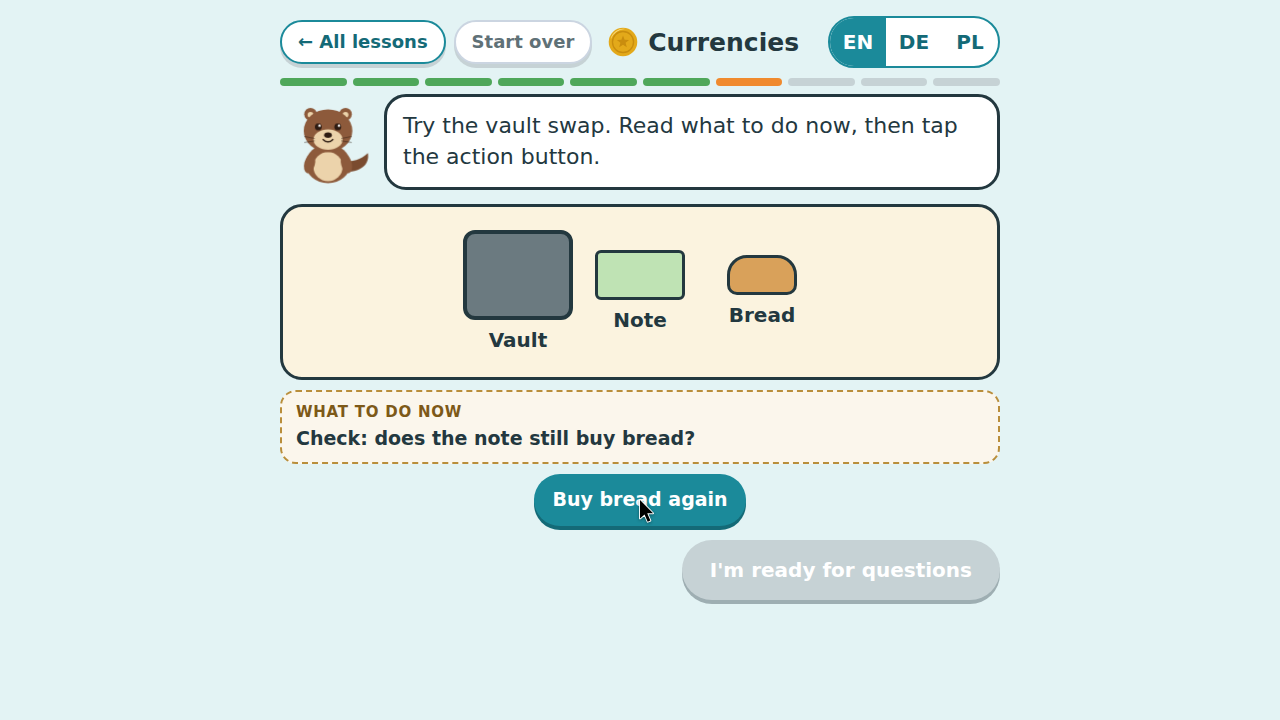 ← All lessons
Start over
Currencies
EN DE PL
Try the vault swap. Read what to do now, then tap
the action button.
Vault
Note
Bread
WHAT TO DO NOW
Check: does the note still buy bread?
Buy bread again
I'm ready for questions